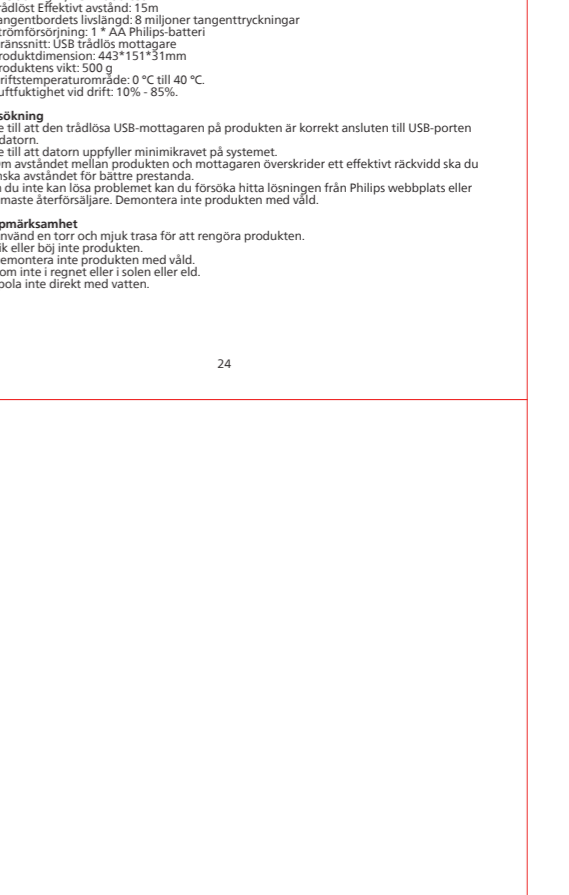 rådlöst Effektivt avstånd: 15m
angentbordets livslängd: 8 miljoner tangenttryckningar
trömförsörjning: 1 * AA Philips-batteri
ränssnitt: USB trådlös mottagare
roduktdimension: 443*151*31mm
roduktens vikt: 500 g
riftstemperaturområde: 0 °C till 40 °C.
uftfuktighet vid drift: 10% - 85%.
sökning
e till att den trådlösa USB-mottagaren på produkten är korrekt ansluten till USB-porten
datorn.
e till att datorn uppfyller minimikravet på systemet.
m avståndet mellan produkten och mottagaren överskrider ett effektivt räckvidd ska du
nska avståndet för bättre prestanda.
du inte kan lösa problemet kan du försöka hitta lösningen från Philips webbplats eller
maste återförsäljare. Demontera inte produkten med våld.
pmärksamhet
nvänd en torr och mjuk trasa för att rengöra produkten.
ik eller böj inte produkten.
emontera inte produkten med våld.
om inte i regnet eller i solen eller eld.
pola inte direkt med vatten.
24